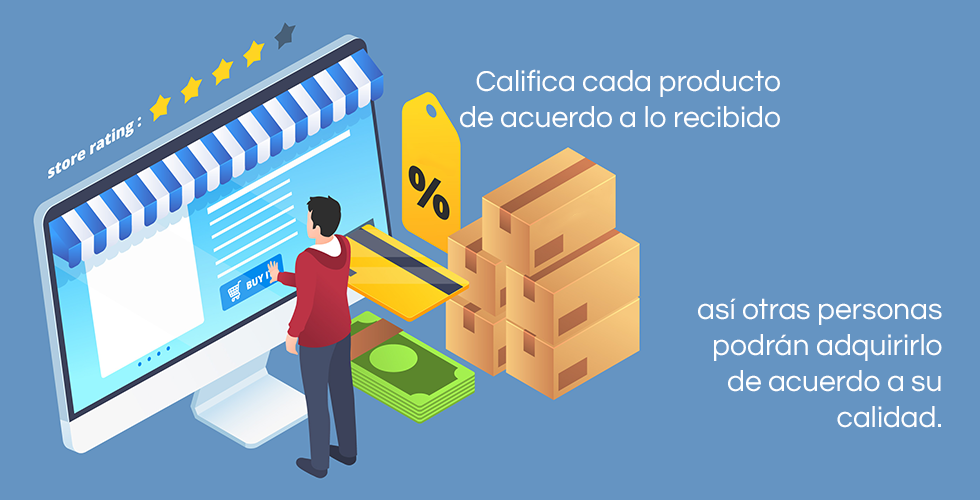 store rating :
Califica cada producto
de acuerdo a lo recibido
%
BUY IT
así otras personas
podrán adquirirlo
de acuerdo a su
calidad.